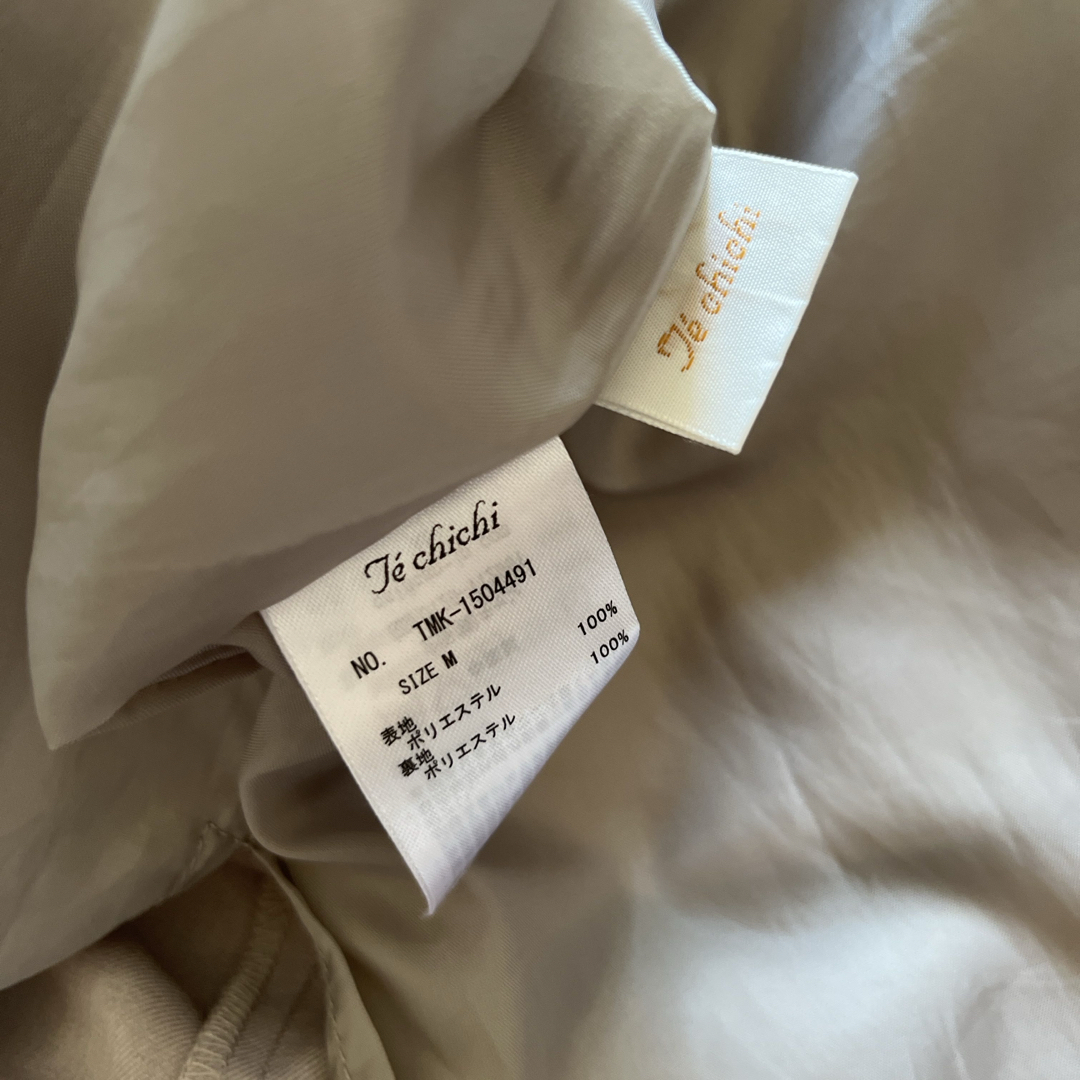 Té chichi
Té chichi
NO. TMK-1504491
SIZE M
表地
ポリエステル 100%
裏地
ポリエステル 100%